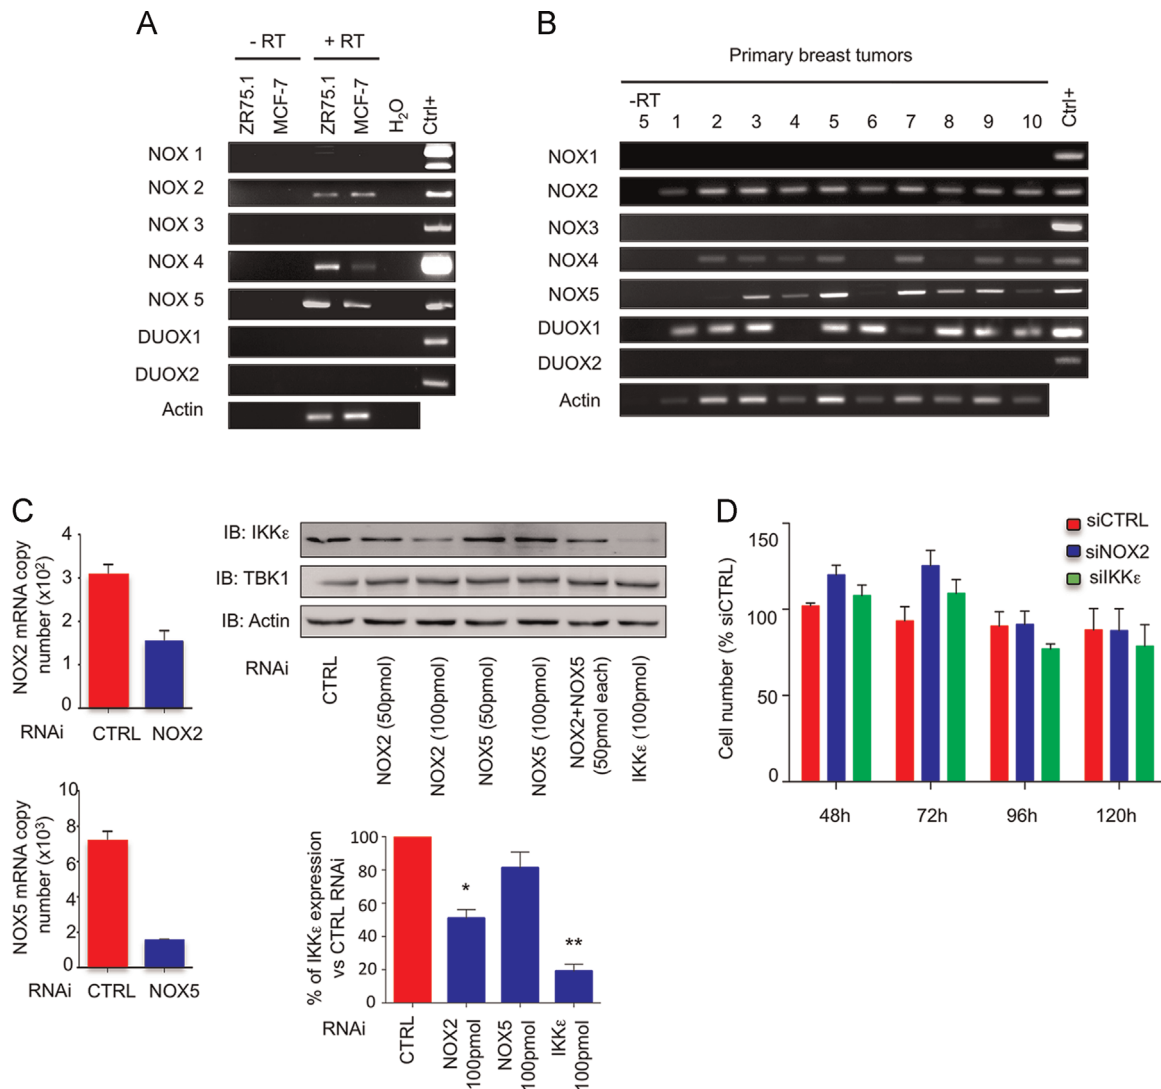 A
- RT
+ RT
ZR75.1
MCF-7
ZR75.1
MCF-7
H2O
Ctrl+
NOX 1
NOX 2
NOX 3
NOX 4
NOX 5
DUOX1
DUOX2
Actin
B
Primary breast tumors
-RT
5 1 2 3 4 5 6 7 8 9 10
Ctrl+
NOX1
NOX2
NOX3
NOX4
NOX5
DUOX1
DUOX2
Actin
C
NOX2 mRNA copy
number (x10²)
4
3
2
1
0
RNAi CTRL NOX2
NOX5 mRNA copy
number (x10³)
10
8
6
4
2
0
RNAi CTRL NOX5
IB: IKKε
IB: TBK1
IB: Actin
RNAi
CTRL
NOX2 (50pmol)
NOX2 (100pmol)
NOX5 (50pmol)
NOX5 (100pmol)
NOX2+NOX5
(50pmol each)
IKKε (100pmol)
% of IKKε expression
vs CTRL RNAi
100
80
60
40
20
0
*
**
RNAi
CTRL
NOX2
100pmol
NOX5
100pmol
IKKε
100pmol
D
siCTRL
siNOX2
siIKKε
Cell number (% siCTRL)
150
100
50
0
48h 72h 96h 120h